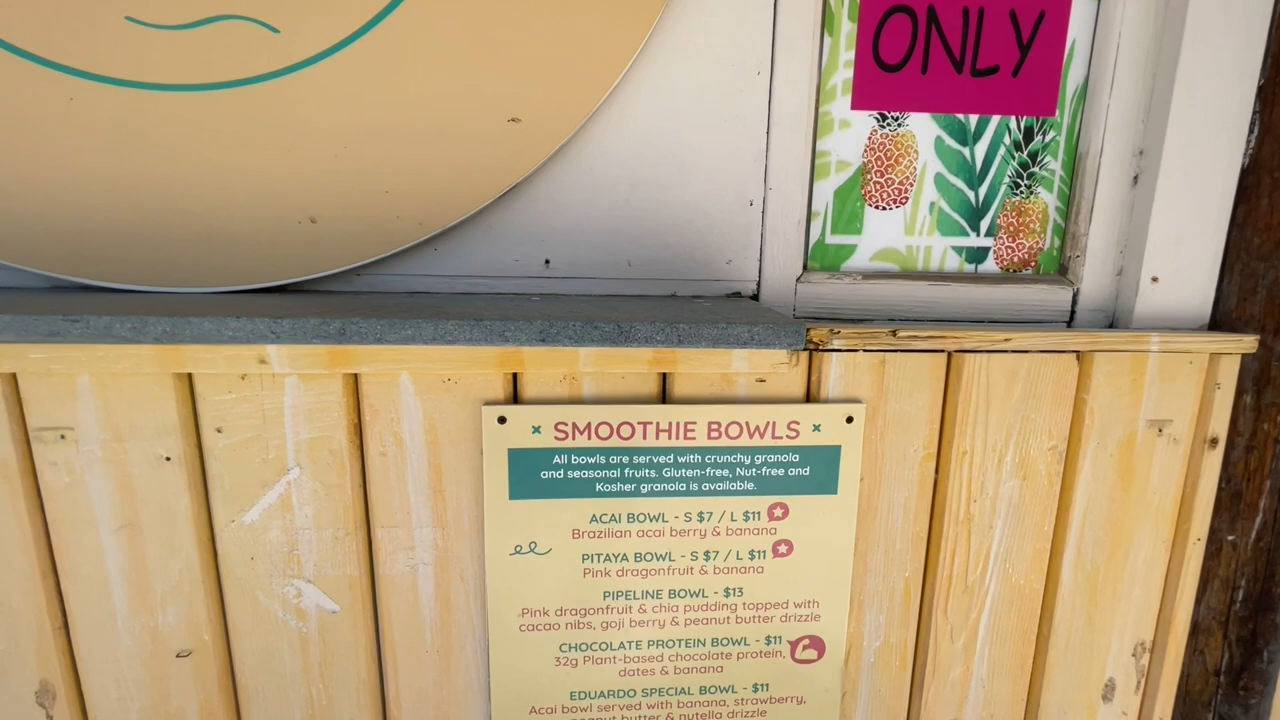 ONLY
SMOOTHIE BOWLS
All bowls are served with crunchy granola
and seasonal fruits. Gluten-free, Nut-free and
Kosher granola is available.
ACAI BOWL - S $7 / L $11
Brazilian acai berry & banana
PITAYA BOWL - S $7 / L $11
Pink dragonfruit & banana
PIPELINE BOWL - $13
Pink dragonfruit & chia pudding topped with
cacao nibs, goji berry & peanut butter drizzle
CHOCOLATE PROTEIN BOWL - $11
32g Plant-based chocolate protein,
dates & banana
EDUARDO SPECIAL BOWL - $11
Acai bowl served with banana, strawberry,
peanut butter & nutella drizzle